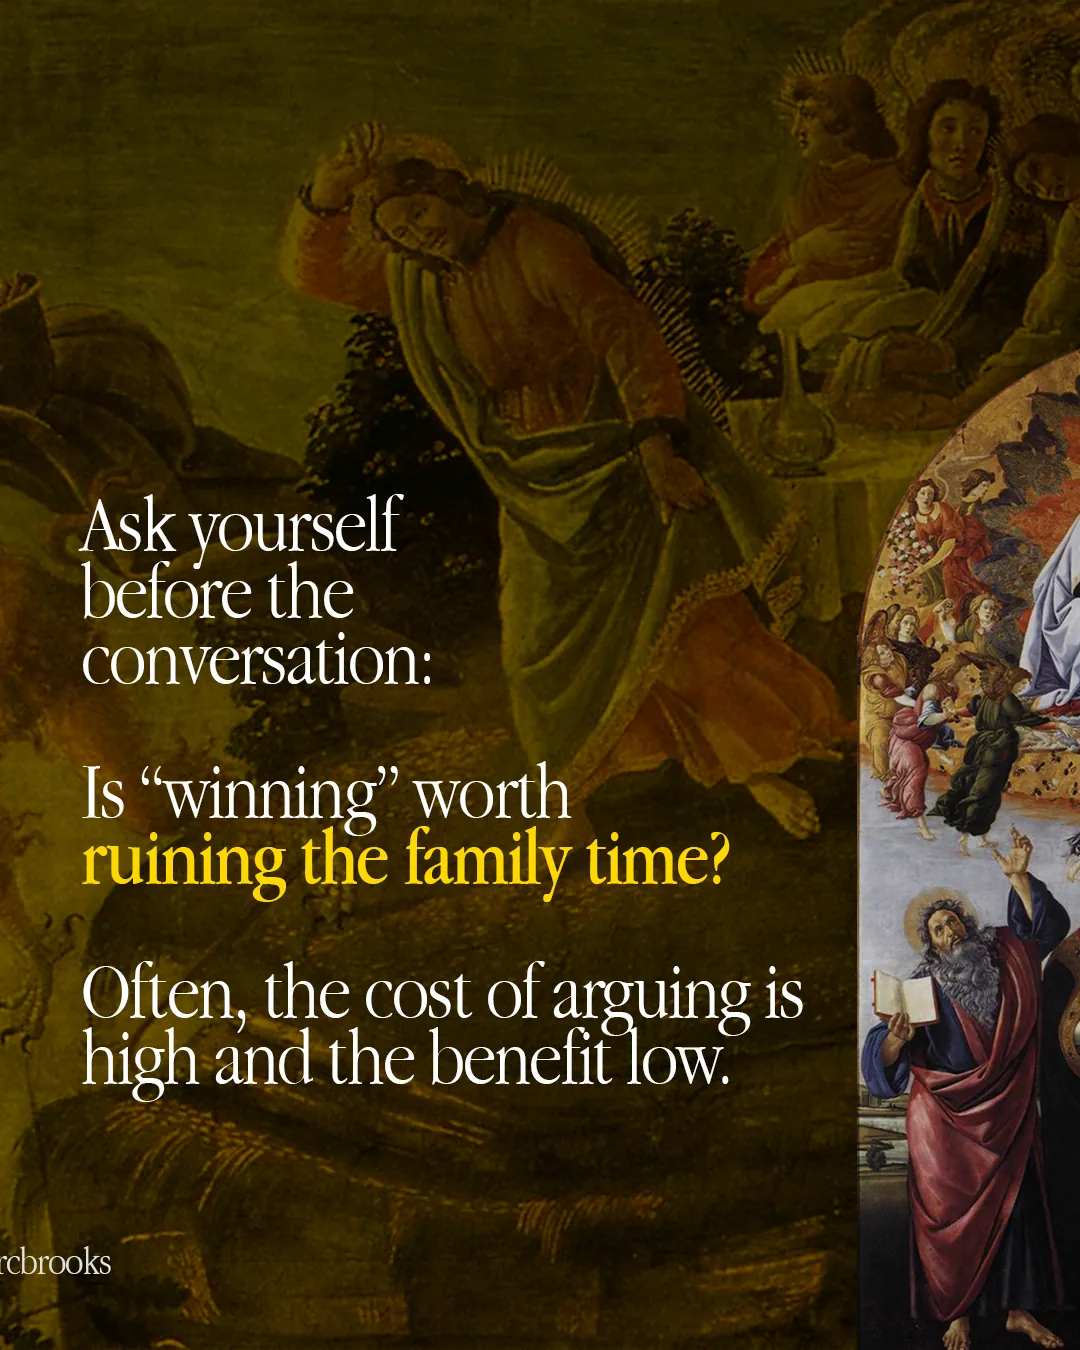 Ask yourself
before the
conversation:
Is “winning” worth
ruining the family time?
Often, the cost of arguing is
high and the benefit low.
rcbrooks